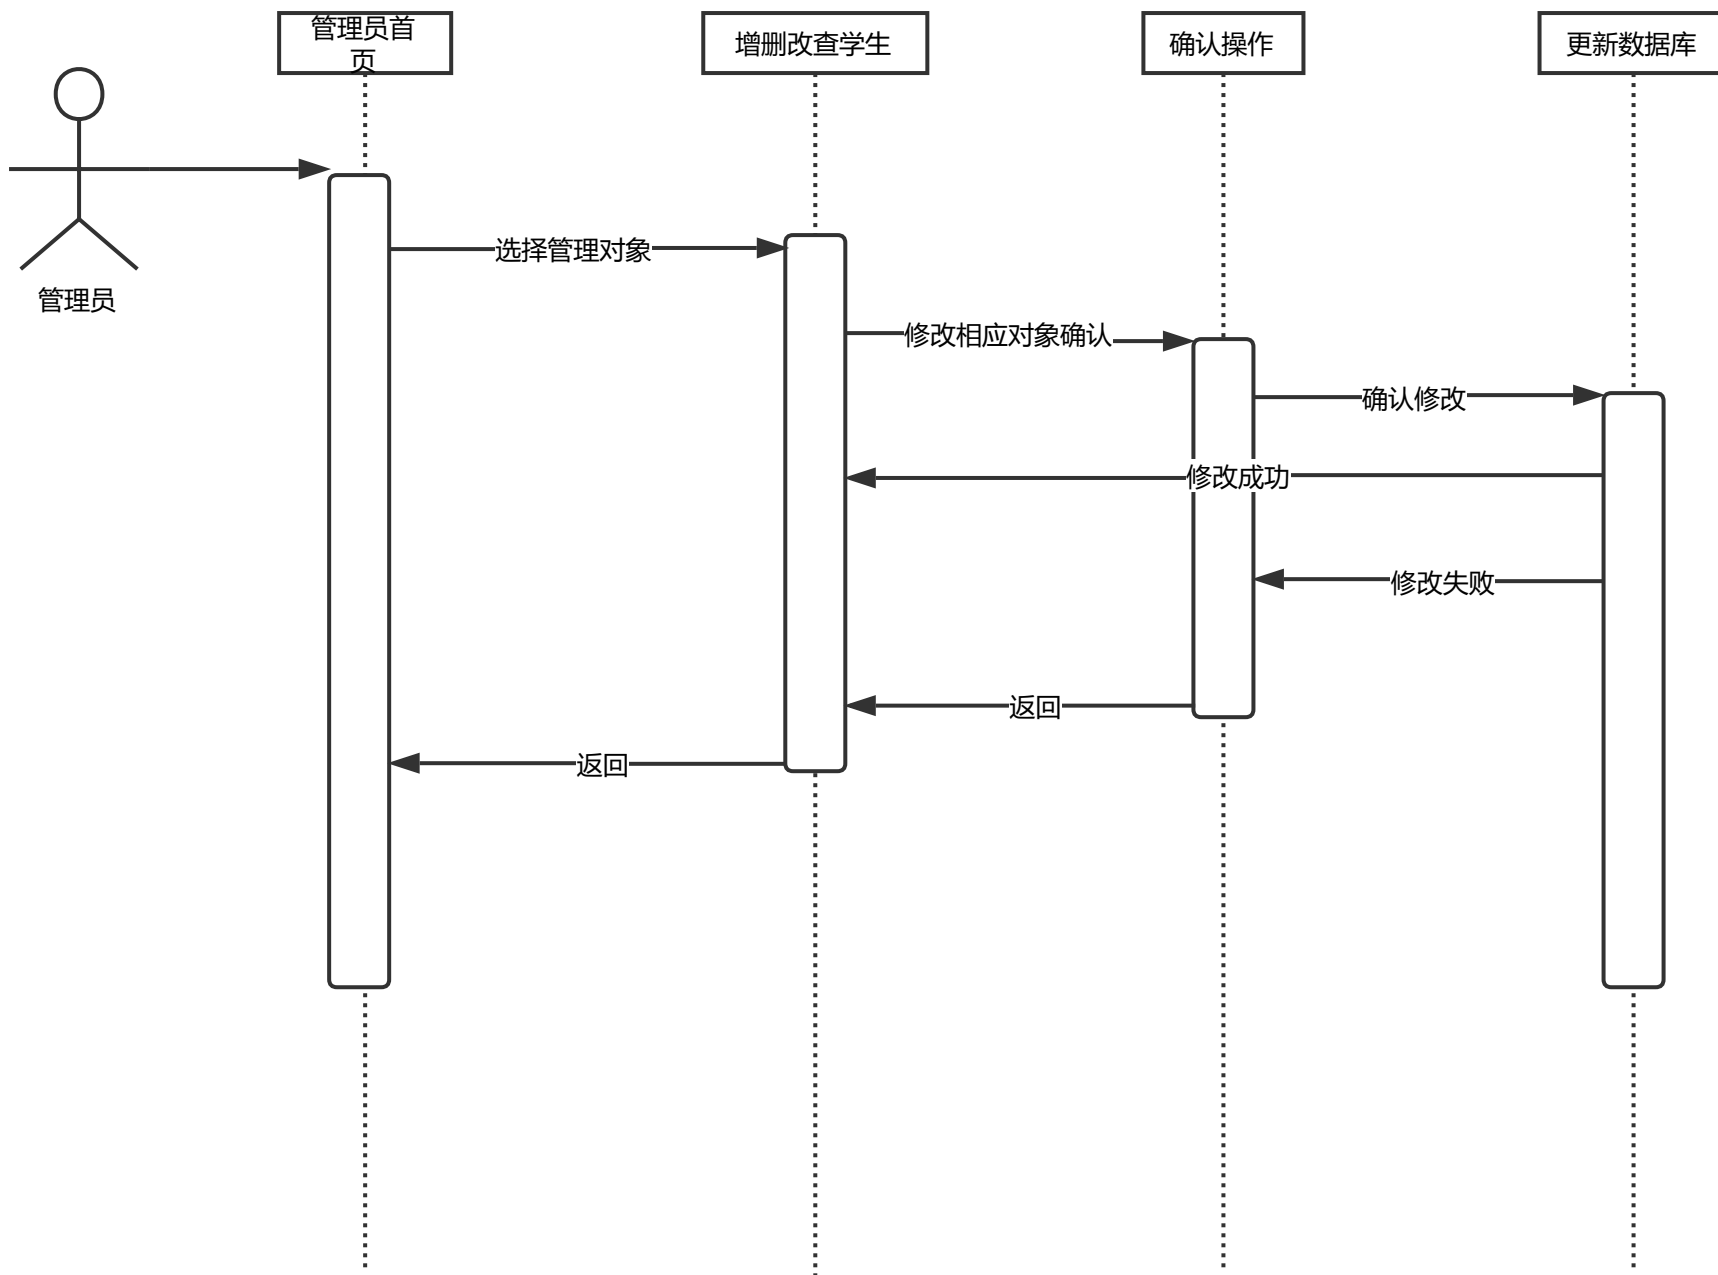 管理员首
页
增删改查学生
确认操作
更新数据库
管理员
选择管理对象
修改相应对象确认
确认修改
修改成功
修改失败
返回
返回